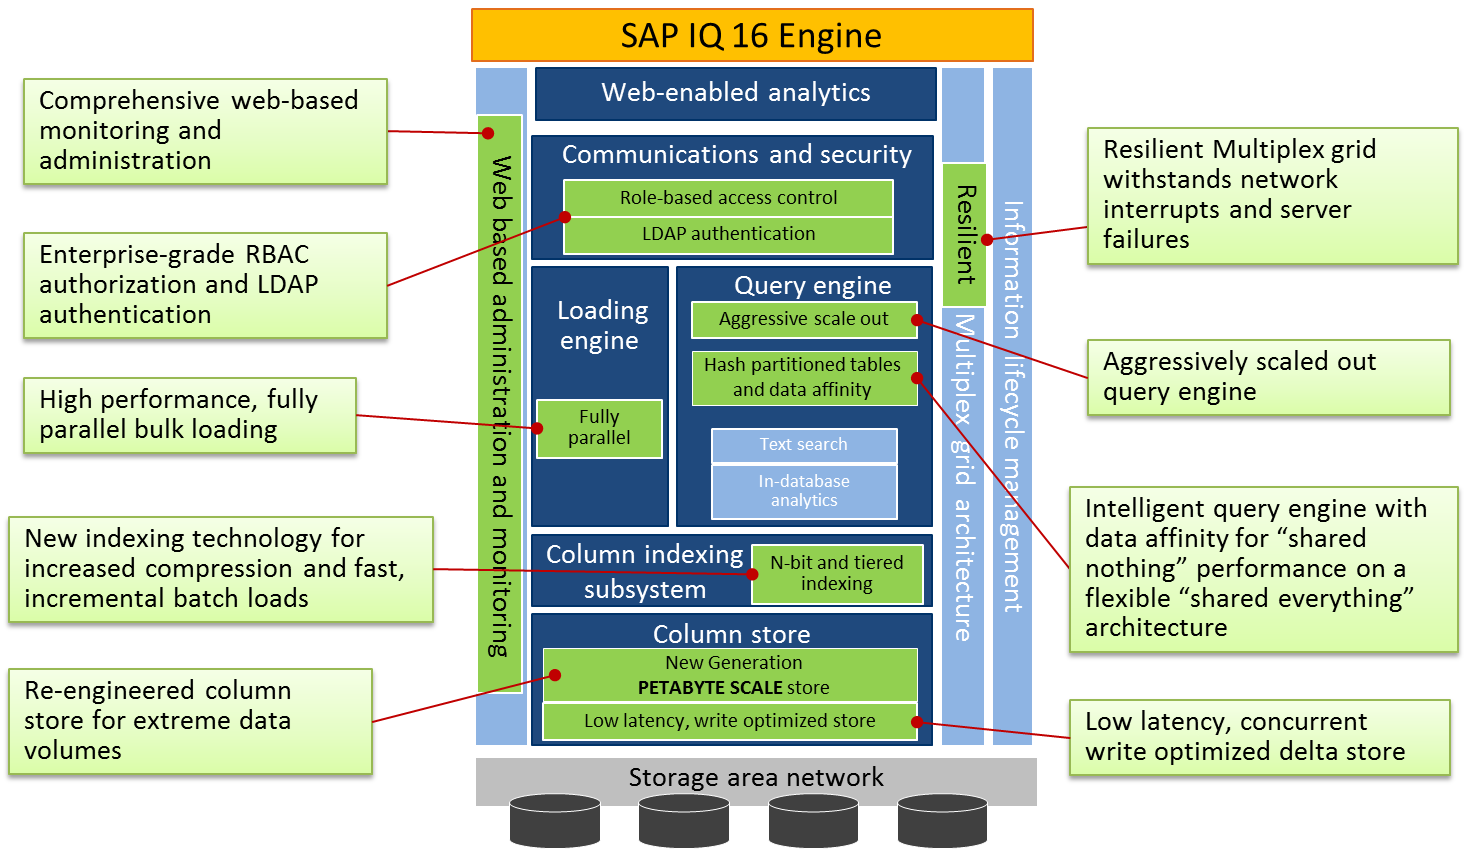 SAP IQ 16 Engine
Comprehensive web-based
monitoring and
administration
Enterprise-grade RBAC
authorization and LDAP
authentication
High performance, fully
parallel bulk loading
New indexing technology for
increased compression and fast,
incremental batch loads
Re-engineered column
store for extreme data
volumes
Web based administration and monitoring
Web-enabled analytics
Communications and security
Role-based access control
LDAP authentication
Loading
engine
Fully
parallel
Query engine
Aggressive scale out
Hash partitioned tables
and data affinity
Text search
In-database
analytics
Column indexing
subsystem
N-bit and tiered
indexing
Column store
New Generation
PETABYTE SCALE store
Low latency, write optimized store
Resilient
Multiplex grid architecture
Information lifecycle management
Resilient Multiplex grid
withstands network
interrupts and server
failures
Aggressively scaled out
query engine
Intelligent query engine with
data affinity for “shared
nothing” performance on a
flexible “shared everything”
architecture
Low latency, concurrent
write optimized delta store
Storage area network